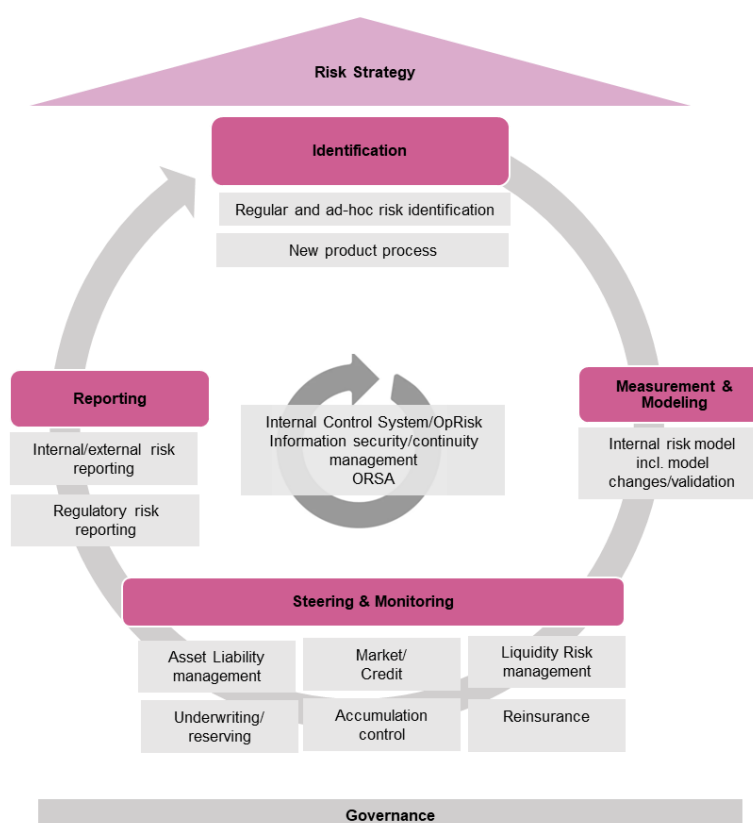 Risk Strategy
Identification
Regular and ad-hoc risk identification
New product process
Reporting
Internal/external risk
reporting
Regulatory risk
reporting
Internal Control System/OpRisk
Information security/continuity
management
ORSA
Measurement &
Modeling
Internal risk model
incl. model
changes/validation
Steering & Monitoring
Asset Liability
management
Market/
Credit
Liquidity Risk
management
Underwriting/
reserving
Accumulation
control
Reinsurance
Governance